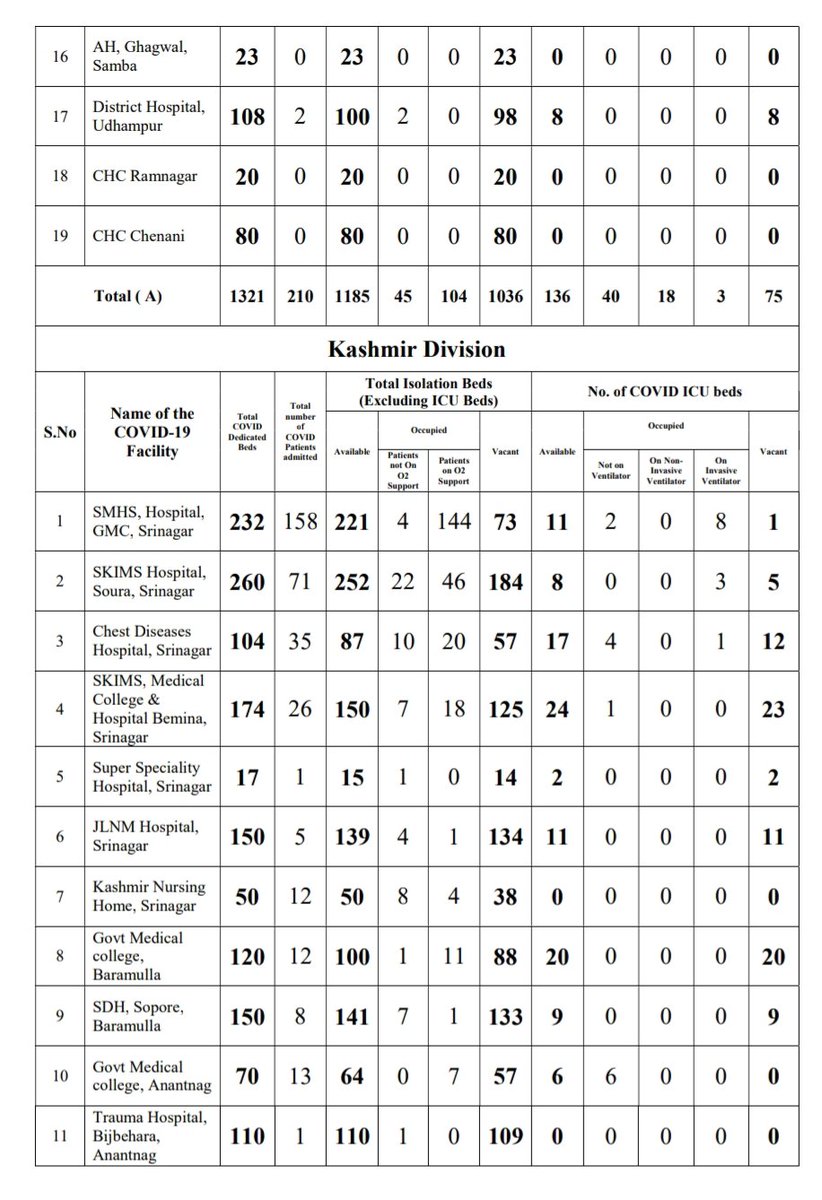 16 AH, Ghagwal, Samba 23 0 23 0 0 23 0 0 0 0 0
17 District Hospital, Udhampur 108 2 100 2 0 98 8 0 0 0 8
18 CHC Ramnagar 20 0 20 0 0 20 0 0 0 0 0
19 CHC Chenani 80 0 80 0 0 80 0 0 0 0 0
Total ( A) 1321 210 1185 45 104 1036 136 40 18 3 75
Kashmir Division
S.No
Name of the COVID-19 Facility
Total COVID Dedicated Beds
Total number of COVID Patients admitted
Total Isolation Beds (Excluding ICU Beds)
No. of COVID ICU beds
Available
Occupied
Patients not On O2 Support
Patients on O2 Support
Vacant
Available
Occupied
Not on Ventilator
On Non-Invasive Ventilator
On Invasive Ventilator
Vacant
1 SMHS, Hospital, GMC, Srinagar 232 158 221 4 144 73 11 2 0 8 1
2 SKIMS Hospital, Soura, Srinagar 260 71 252 22 46 184 8 0 0 3 5
3 Chest Diseases Hospital, Srinagar 104 35 87 10 20 57 17 4 0 1 12
4 SKIMS, Medical College & Hospital Bemina, Srinagar 174 26 150 7 18 125 24 1 0 0 23
5 Super Speciality Hospital, Srinagar 17 1 15 1 0 14 2 0 0 0 2
6 JLNM Hospital, Srinagar 150 5 139 4 1 134 11 0 0 0 11
7 Kashmir Nursing Home, Srinagar 50 12 50 8 4 38 0 0 0 0 0
8 Govt Medical college, Baramulla 120 12 100 1 11 88 20 0 0 0 20
9 SDH, Sopore, Baramulla 150 8 141 7 1 133 9 0 0 0 9
10 Govt Medical college, Anantnag 70 13 64 0 7 57 6 6 0 0 0
11 Trauma Hospital, Bijbehara, Anantnag 110 1 110 1 0 109 0 0 0 0 0